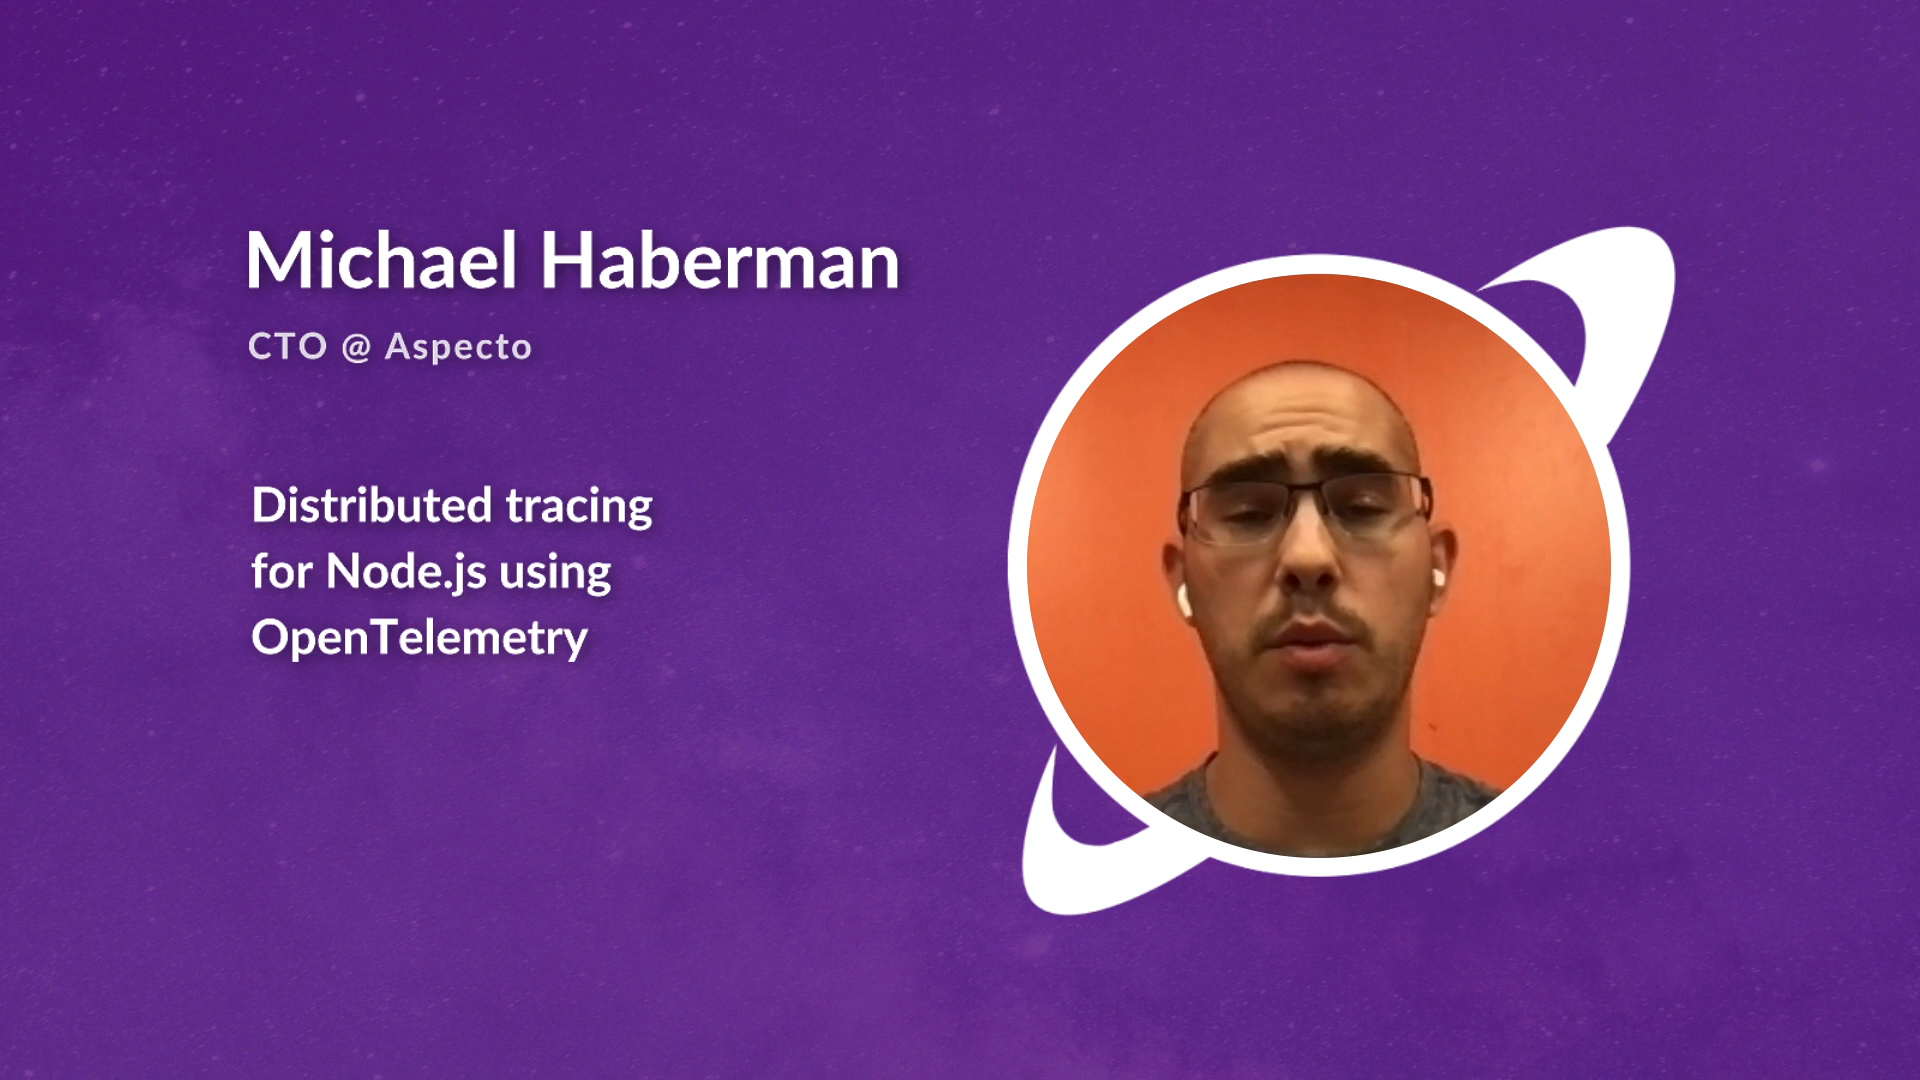 Michael Haberman
CTO @ Aspecto
Distributed tracing
for Node.js using
OpenTelemetry